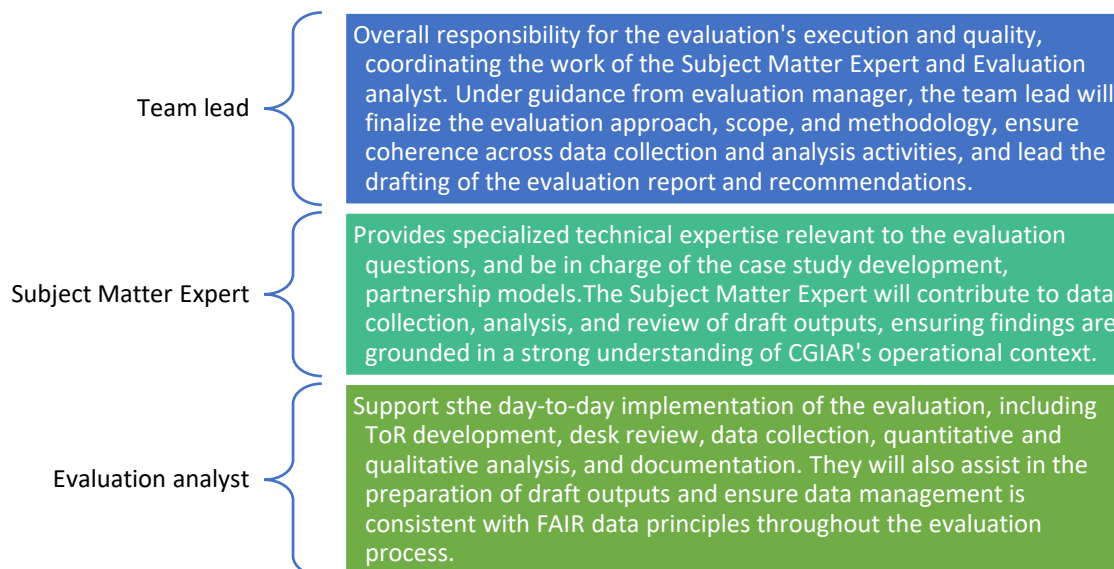 Team lead
Overall responsibility for the evaluation's execution and quality,
coordinating the work of the Subject Matter Expert and Evaluation
analyst. Under guidance from evaluation manager, the team lead will
finalize the evaluation approach, scope, and methodology, ensure
coherence across data collection and analysis activities, and lead the
drafting of the evaluation report and recommendations.
Subject Matter Expert
Provides specialized technical expertise relevant to the evaluation
questions, and be in charge of the case study development,
partnership models.The Subject Matter Expert will contribute to data
collection, analysis, and review of draft outputs, ensuring findings are
grounded in a strong understanding of CGIAR's operational context.
Evaluation analyst
Support sthe day-to-day implementation of the evaluation, including
ToR development, desk review, data collection, quantitative and
qualitative analysis, and documentation. They will also assist in the
preparation of draft outputs and ensure data management is
consistent with FAIR data principles throughout the evaluation
process.